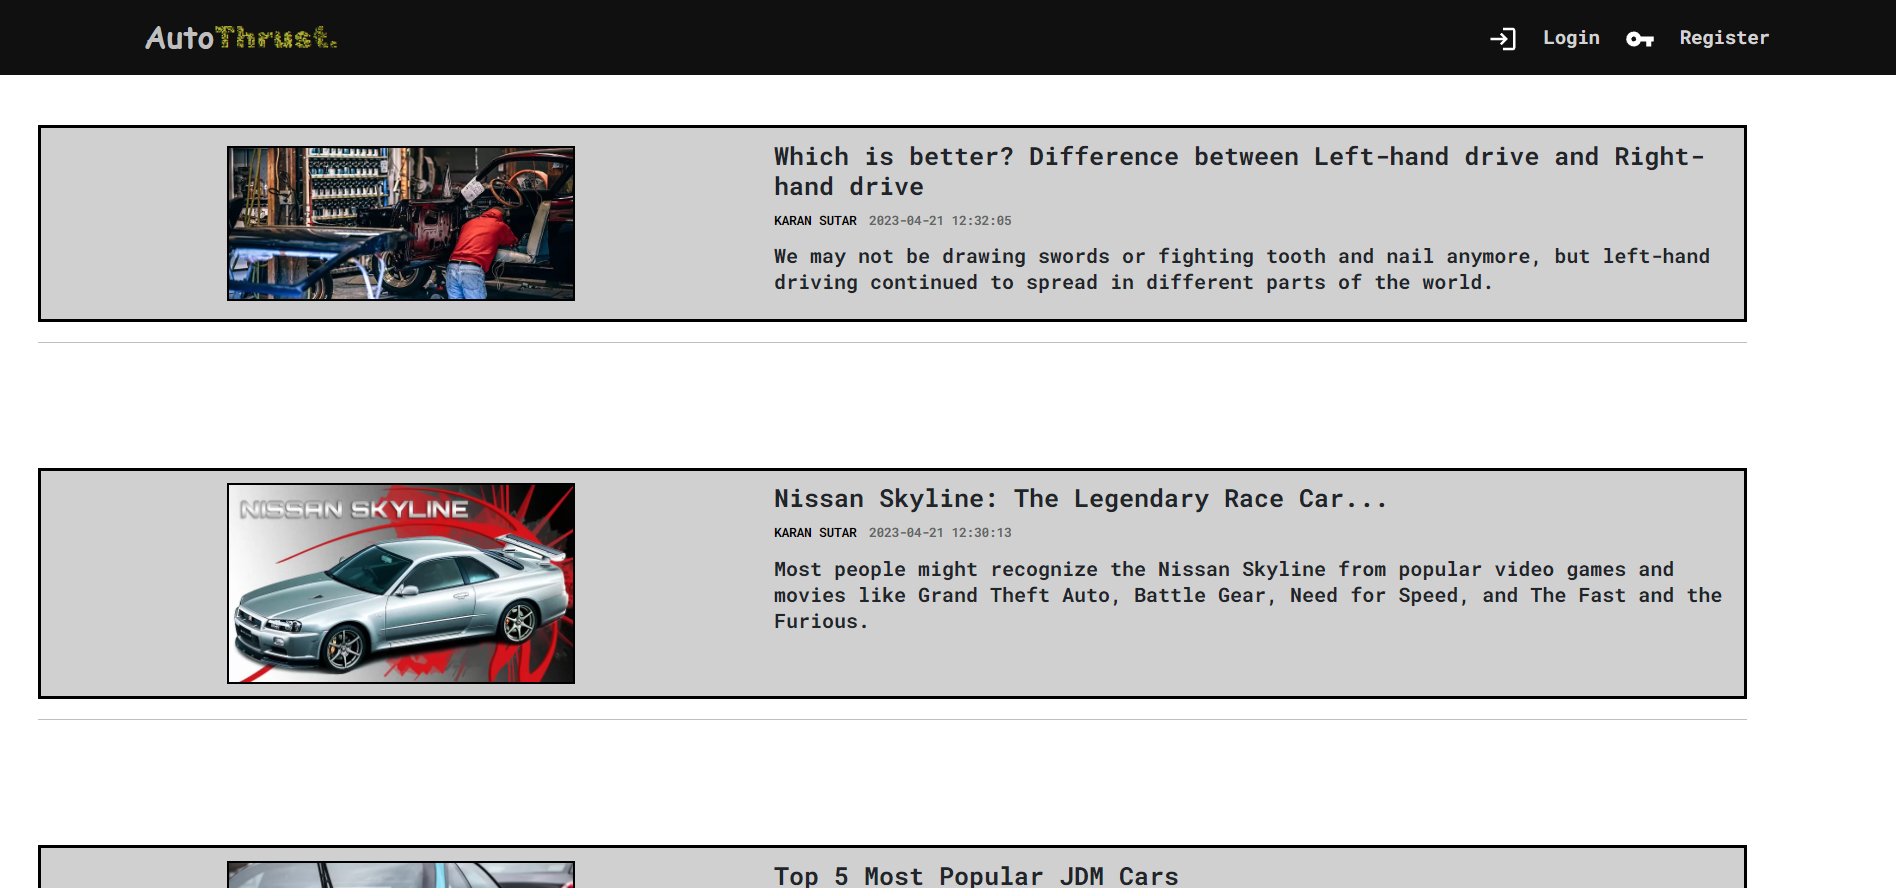 AutoThrust.
Login
Register
Which is better? Difference between Left-hand drive and Right-
hand drive
KARAN SUTAR 2023-04-21 12:32:05
We may not be drawing swords or fighting tooth and nail anymore, but left-hand
driving continued to spread in different parts of the world.
NISSAN SKYLINE
Nissan Skyline: The Legendary Race Car...
KARAN SUTAR 2023-04-21 12:30:13
Most people might recognize the Nissan Skyline from popular video games and
movies like Grand Theft Auto, Battle Gear, Need for Speed, and The Fast and the
Furious.
Top 5 Most Popular JDM Cars